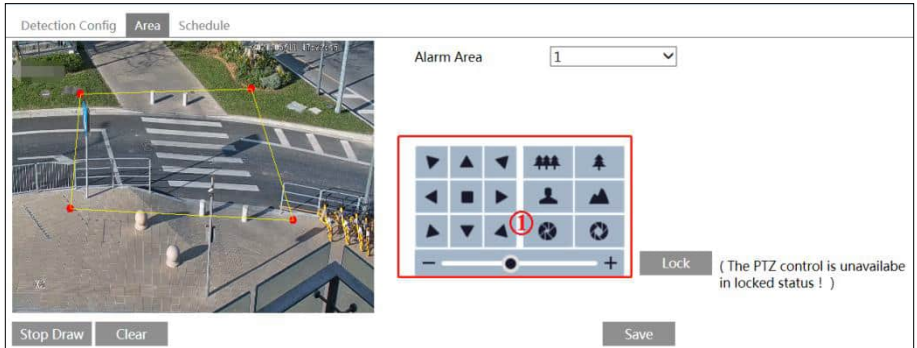 Detection Config Area Schedule
Alarm Area 1
①
Lock
( The PTZ control is unavailabe
in locked status ! )
Stop Draw Clear
Save